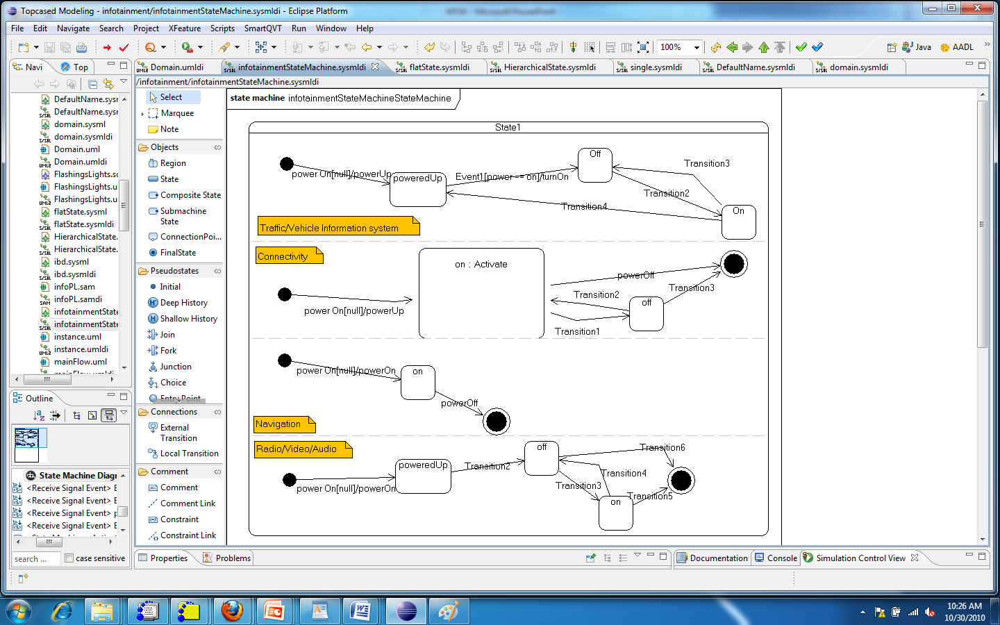 Topcased Modeling - infotainment/infotainmentStateMachine.sysmldi - Eclipse Platform
File Edit Navigate Search Project XFeature Scripts SmartQVT Run Window Help
100% Java AADL
Navi Top
Domain.umldi infotainmentStateMachine.sysmldi flatState.sysmldi HierarchicalState.sysmldi single.sysmldi DefaultName.sysmldi domain.sysmldi
/infotainment/infotainmentStateMachine.sysmldi
DefaultName.sysr
DefaultName.sysr
domain.sysml
domain.sysmldi
Domain.uml
Domain.umldi
FlashingsLights.sc
FlashingsLights.u
FlashingsLights.u
flatState.sysml
flatState.sysmldi
HierarchicalState.
HierarchicalState.
ibd.sysml
ibd.sysmldi
infoPL.sam
infoPL.samdi
infotainmentState
infotainmentState
instance.uml
instance.umldi
mainFlow.uml
Outline
State Machine Diagr
<Receive Signal Event> E
<Receive Signal Event> E
<Receive Signal Event> p
<Receive Signal Event> E
search ... case sensitive
Select
Marquee
Note
Objects
Region
State
Composite State
Submachine
State
ConnectionPoi...
FinalState
Pseudostates
Initial
Deep History
Shallow History
Join
Fork
Junction
Choice
Entry Point
Connections
External
Transition
Local Transition
Comment
Comment
Comment Link
Constraint
Constraint Link
state machine infotainmentStateMachineStateMachine
State1
power On[null]/powerUp
poweredUp
Event1[power == on]/turnOn
Off
Transition3
Transition2
Transition4
On
Traffic/Vehicle Information system
Connectivity
on : Activate
power On[null]/powerUp
powerOff
Transition2
Transition3
off
Transition1
power On[null]/powerOn
on
powerOff
Navigation
Radio/Video/Audio
power On[null]/powerOn
poweredUp
Transition2
off
Transition6
Transition4
Transition3
Transition5
on
Properties Problems
Documentation Console Simulation Control View
10:26 AM
10/30/2010